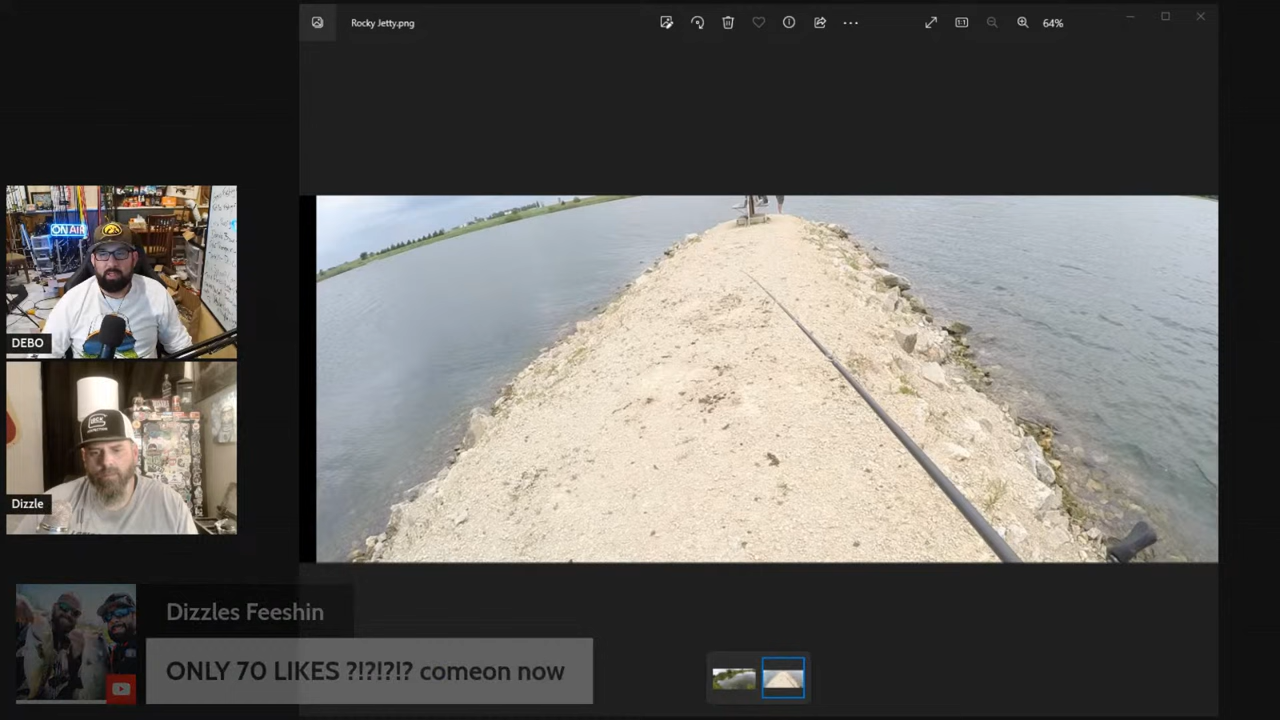 Rocky Jetty.png
64%
ON AIR
DEBO
Dizzle
Dizzles Feeshin
ONLY 70 LIKES ?!?!?!? comeon now